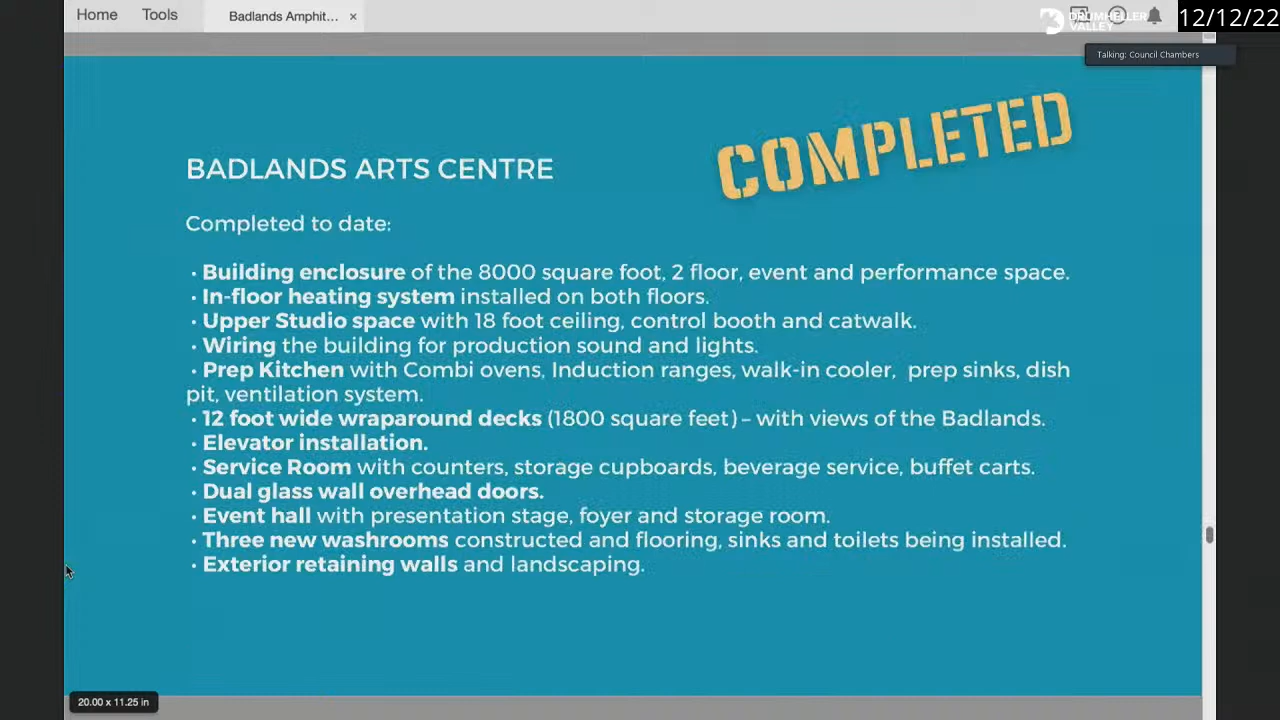 Home Tools Badlands Amphit... × DRUMHELLER VALLEY 12/12/22
Talking: Council Chambers
COMPLETED
BADLANDS ARTS CENTRE
Completed to date:
• Building enclosure of the 8000 square foot, 2 floor, event and performance space.
• In-floor heating system installed on both floors.
• Upper Studio space with 18 foot ceiling, control booth and catwalk.
• Wiring the building for production sound and lights.
• Prep Kitchen with Combi ovens, Induction ranges, walk-in cooler, prep sinks, dish
pit, ventilation system.
• 12 foot wide wraparound decks (1800 square feet) – with views of the Badlands.
• Elevator installation.
• Service Room with counters, storage cupboards, beverage service, buffet carts.
• Dual glass wall overhead doors.
• Event hall with presentation stage, foyer and storage room.
• Three new washrooms constructed and flooring, sinks and toilets being installed.
• Exterior retaining walls and landscaping.
20.00 x 11.25 in